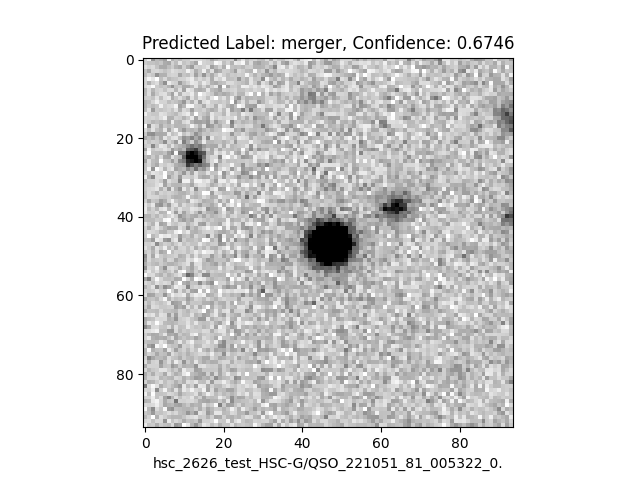 Predicted Label: merger, Confidence: 0.6746
0
20
40
60
80
0 20 40 60 80
hsc_2626_test_HSC-G/QSO_221051_81_005322_0.